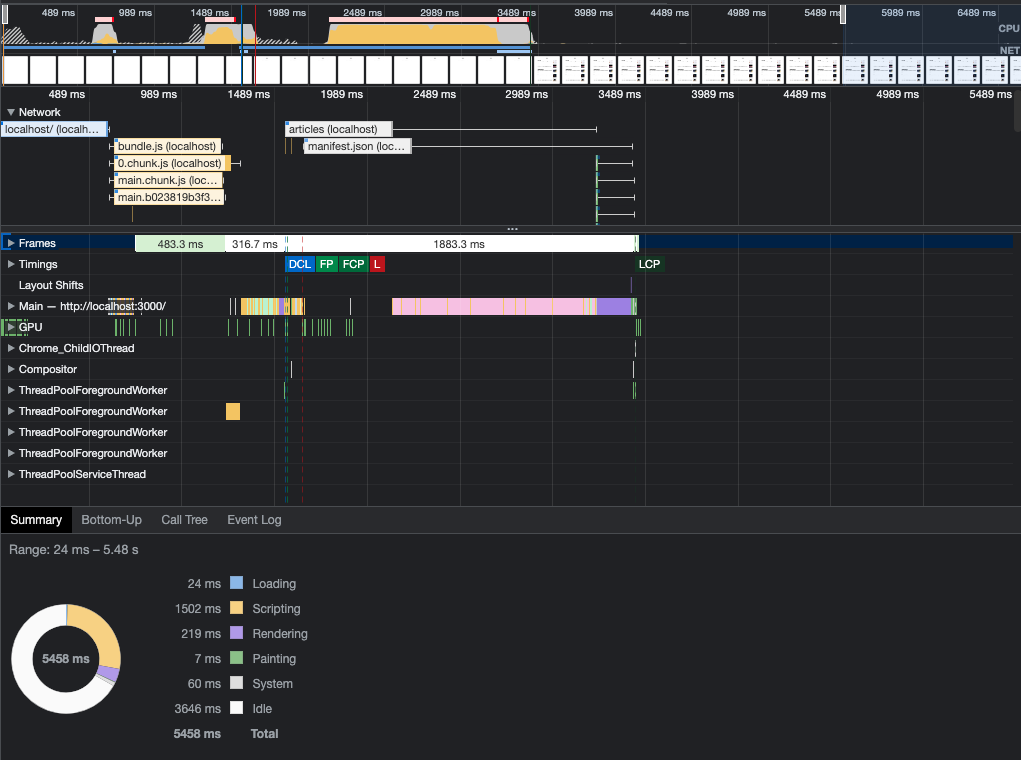 489 ms 989 ms 1489 ms 1989 ms 2489 ms 2989 ms 3489 ms 3989 ms 4489 ms 4989 ms 5489 ms 5989 ms 6489 ms
CPU
NET
489 ms 989 ms 1489 ms 1989 ms 2489 ms 2989 ms 3489 ms 3989 ms 4489 ms 4989 ms 5489 ms
Network
localhost/ (localh... articles (localhost)
bundle.js (localhost) manifest.json (loc...
0.chunk.js (localhost)
main.chunk.js (loc...
main.b023819b3f3...
...
Frames 483.3 ms 316.7 ms 1883.3 ms
Timings DCL FP FCP L LCP
Layout Shifts
Main — http://localhost:3000/
GPU
Chrome_ChildIOThread
Compositor
ThreadPoolForegroundWorker
ThreadPoolForegroundWorker
ThreadPoolForegroundWorker
ThreadPoolForegroundWorker
ThreadPoolServiceThread
Summary Bottom-Up Call Tree Event Log
Range: 24 ms – 5.48 s
24 ms Loading
1502 ms Scripting
219 ms Rendering
5458 ms 7 ms Painting
60 ms System
3646 ms Idle
5458 ms Total